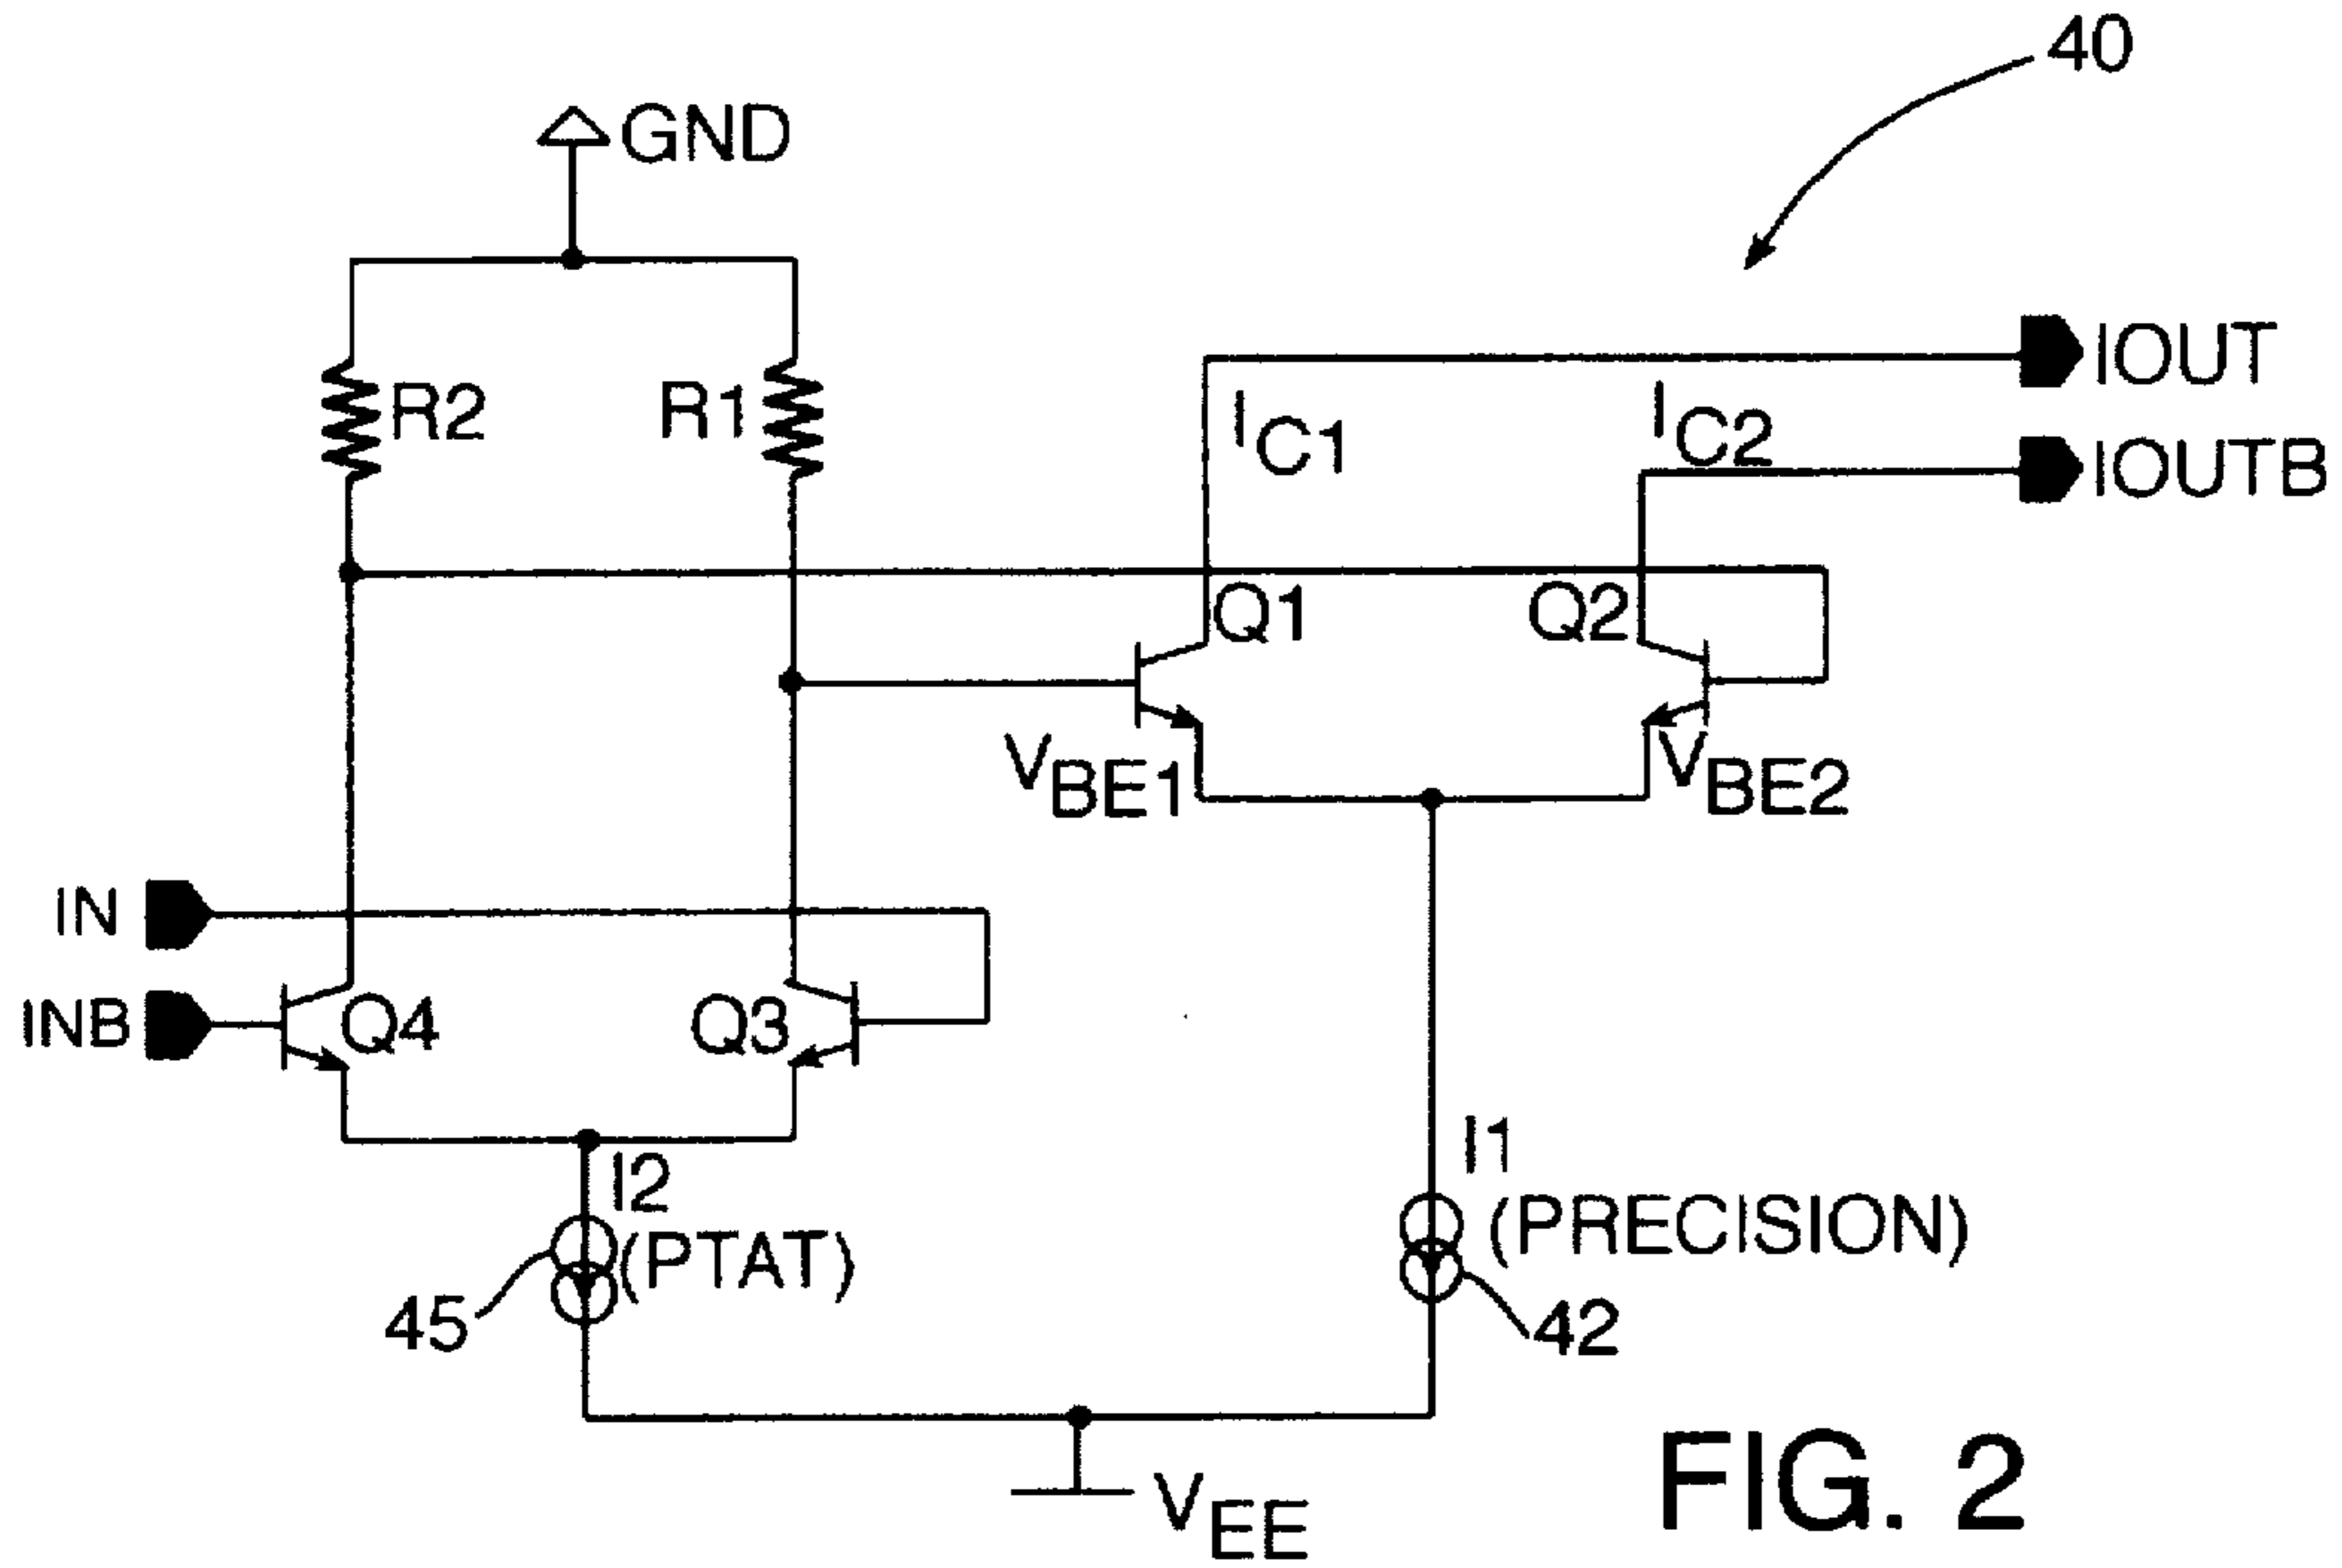 40
GND
IOUT
R2
R1
IC1
IC2
IOUTB
Q1
Q2
VBE1
VBE2
IN
INB
Q4
Q3
I1
I2
(PRECISION)
(PTAT)
45
42
VEE
FIG. 2